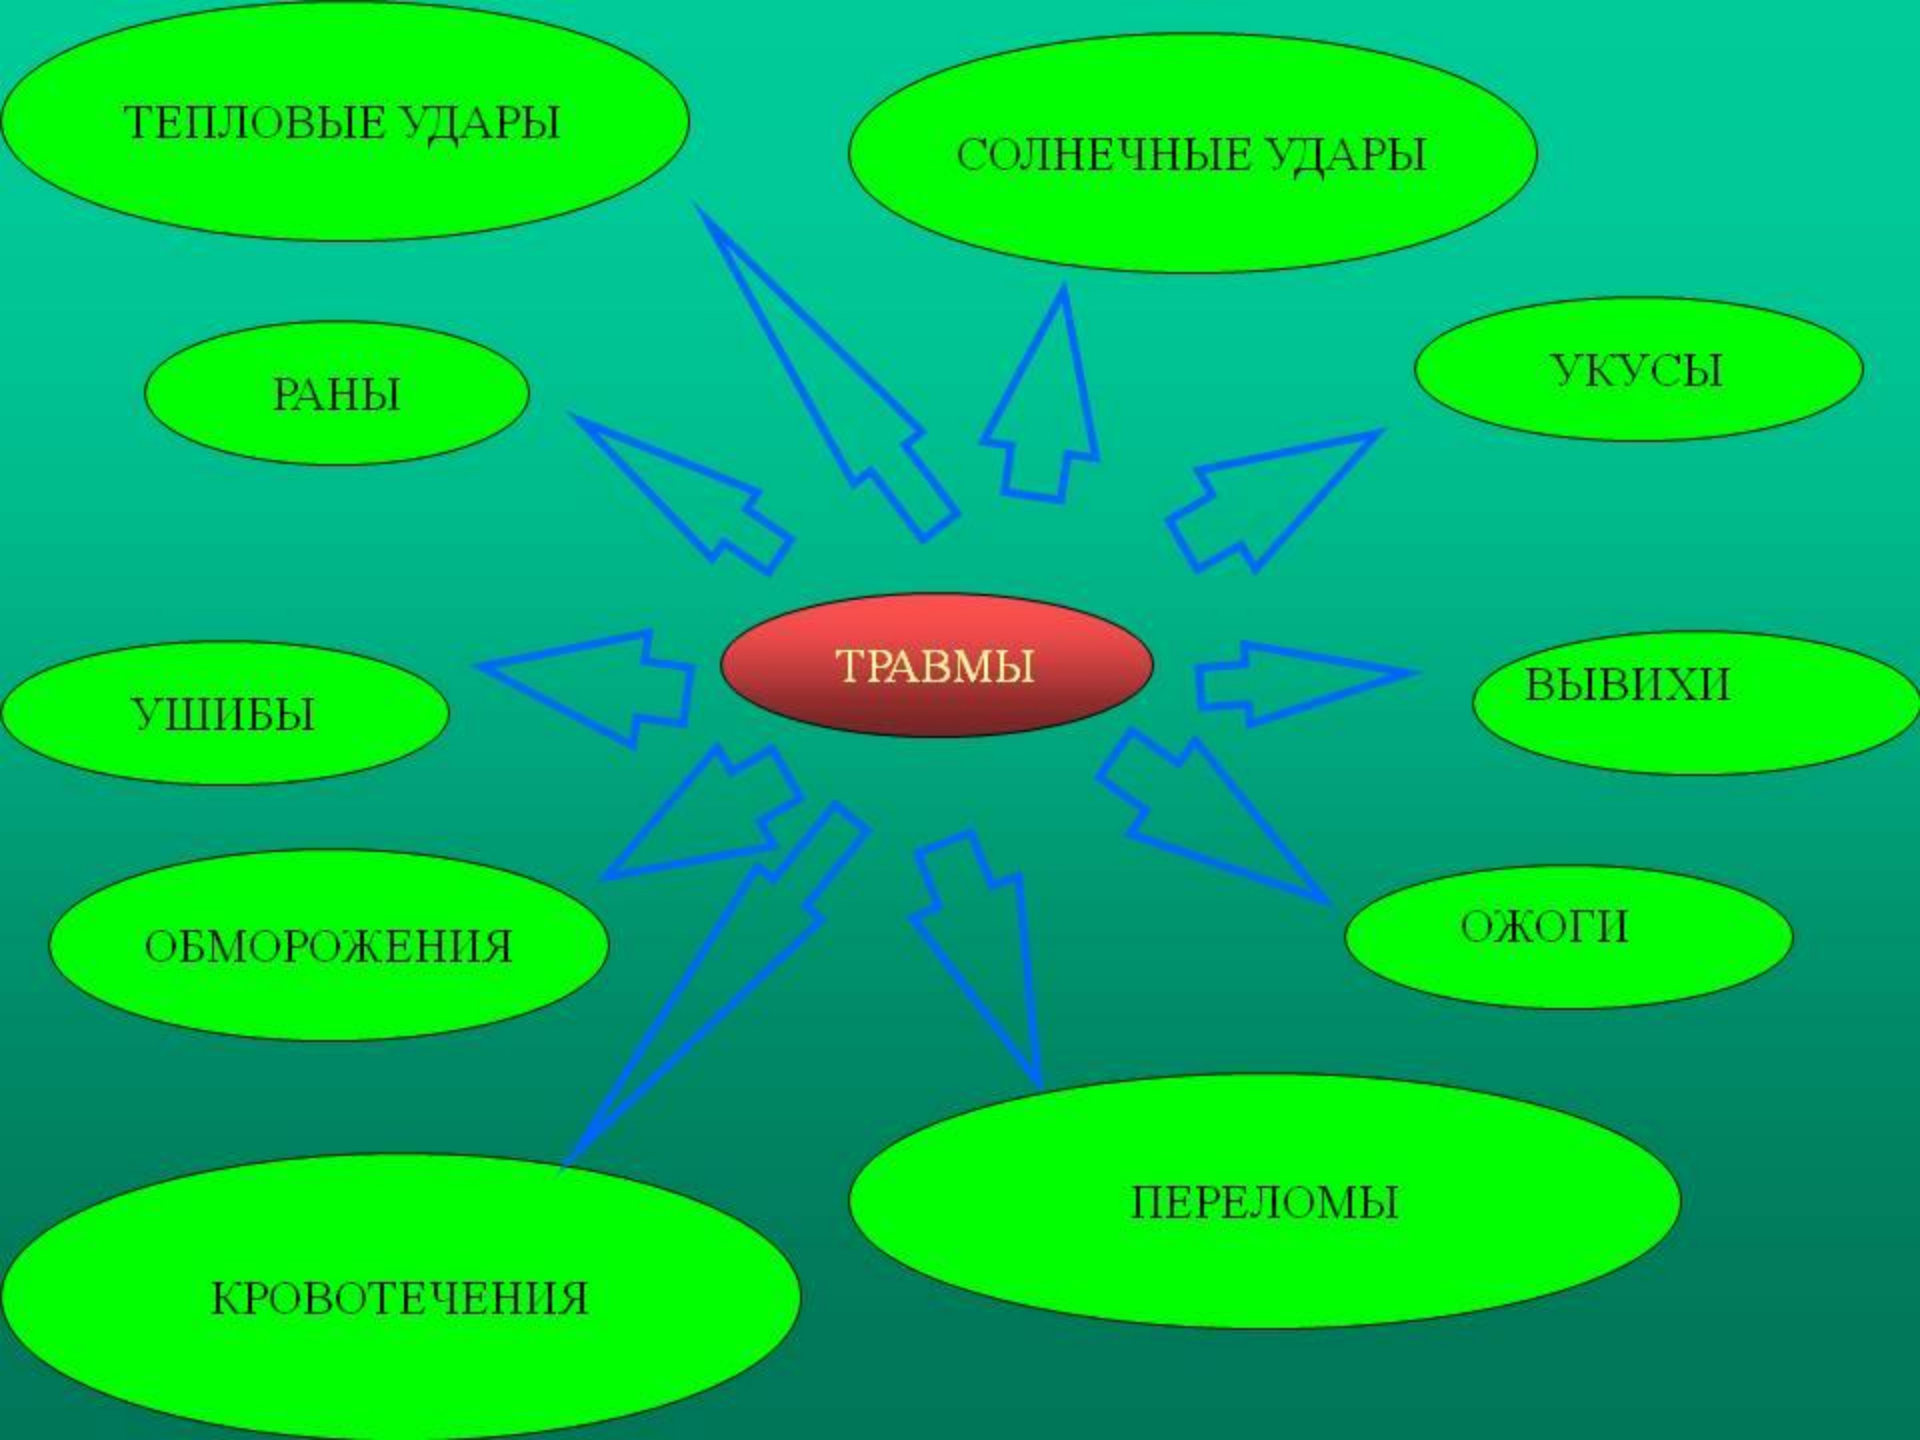 ТЕПЛОВЫЕ УДАРЫ
СОЛНЕЧНЫЕ УДАРЫ
УКУСЫ
РАНЫ
ТРАВМЫ
ВЫВИХИ
УШИБЫ
ОЖОГИ
ОБМОРОЖЕНИЯ
ПЕРЕЛОМЫ
КРОВОТЕЧЕНИЯ